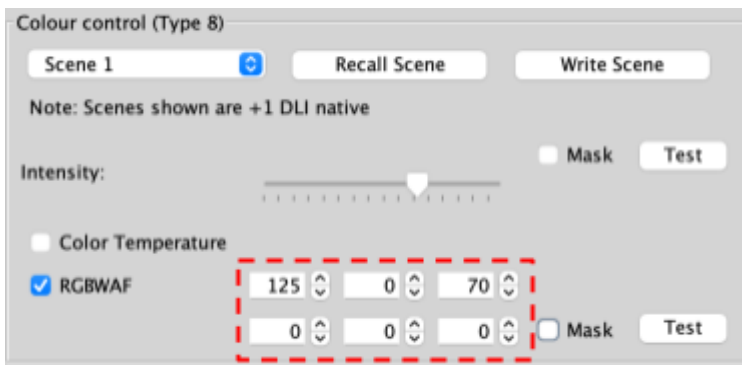 Colour control (Type 8)
Scene 1 Recall Scene Write Scene
Note: Scenes shown are +1 DLI native
Mask Test
Intensity:
Color Temperature
RGBWAF 125 0 70
0 0 0 Mask Test